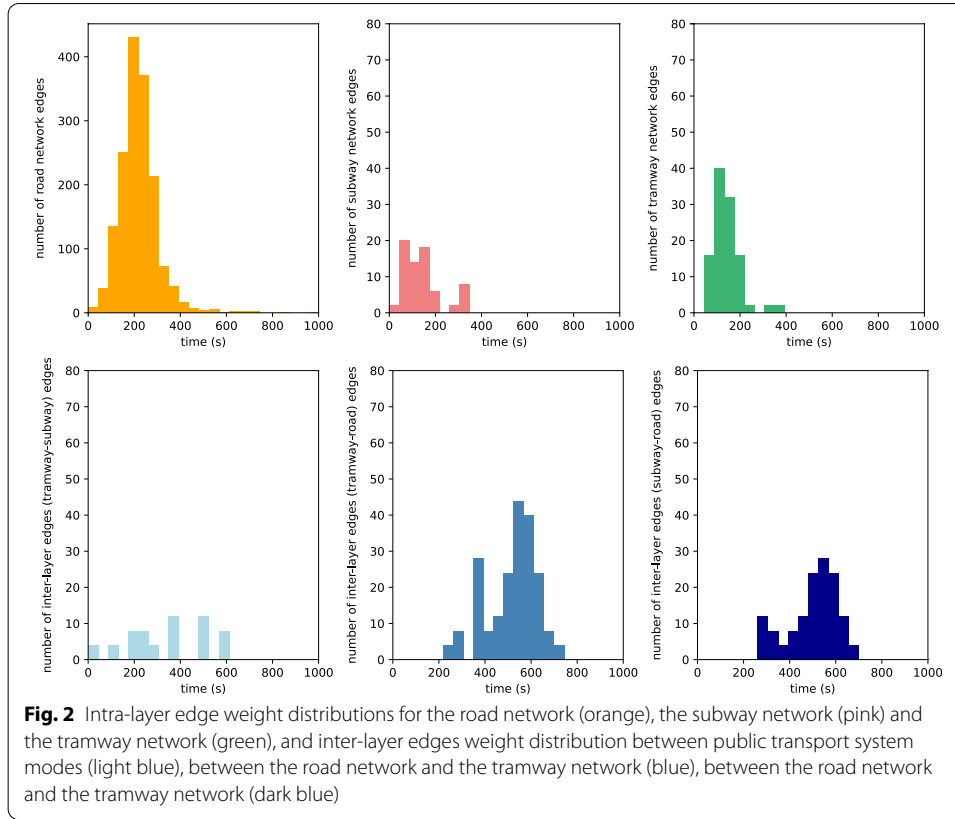 number of road network edges
400
300
200
100
0
0 200 400 600 800 1000
time (s)
number of subway network edges
80
70
60
50
40
30
20
10
0
0 200 400 600 800 1000
time (s)
number of tramway network edges
80
70
60
50
40
30
20
10
0
0 200 400 600 800 1000
time (s)
number of inter-layer edges (tramway-subway) edges
80
70
60
50
40
30
20
10
0
0 200 400 600 800 1000
time (s)
number of inter-layer edges (tramway-road) edges
80
70
60
50
40
30
20
10
0
0 200 400 600 800 1000
time (s)
number of inter-layer edges (subway-road) edges
80
70
60
50
40
30
20
10
0
0 200 400 600 800 1000
time (s)
Fig. 2 Intra-layer edge weight distributions for the road network (orange), the subway network (pink) and
the tramway network (green), and inter-layer edges weight distribution between public transport system
modes (light blue), between the road network and the tramway network (blue), between the road network
and the tramway network (dark blue)